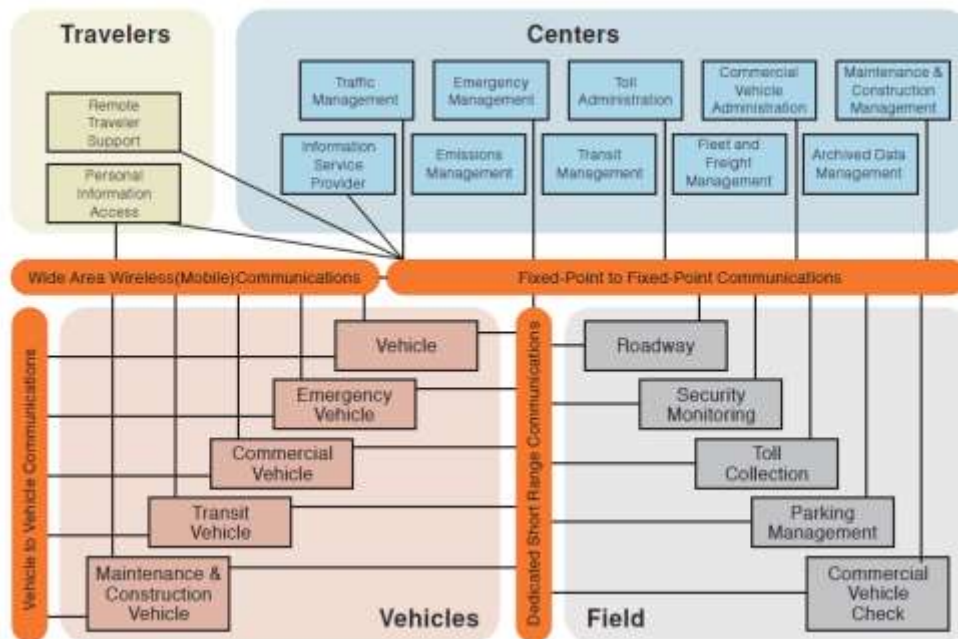 Travelers
Remote
Traveler
Support
Personal
Information
Access
Centers
Traffic
Management
Emergency
Management
Toll
Administration
Commercial
Vehicle
Administration
Maintenance &
Construction
Management
Information
Service
Provider
Emissions
Management
Transit
Management
Fleet and
Freight
Management
Archived Data
Management
Wide Area Wireless(Mobile)Communications
Fixed-Point to Fixed-Point Communications
Vehicle to Vehicle Communications
Vehicle
Emergency
Vehicle
Commercial
Vehicle
Transit
Vehicle
Maintenance &
Construction
Vehicle
Vehicles
Dedicated Short Range Communications
Roadway
Security
Monitoring
Toll
Collection
Parking
Management
Commercial
Vehicle
Check
Field